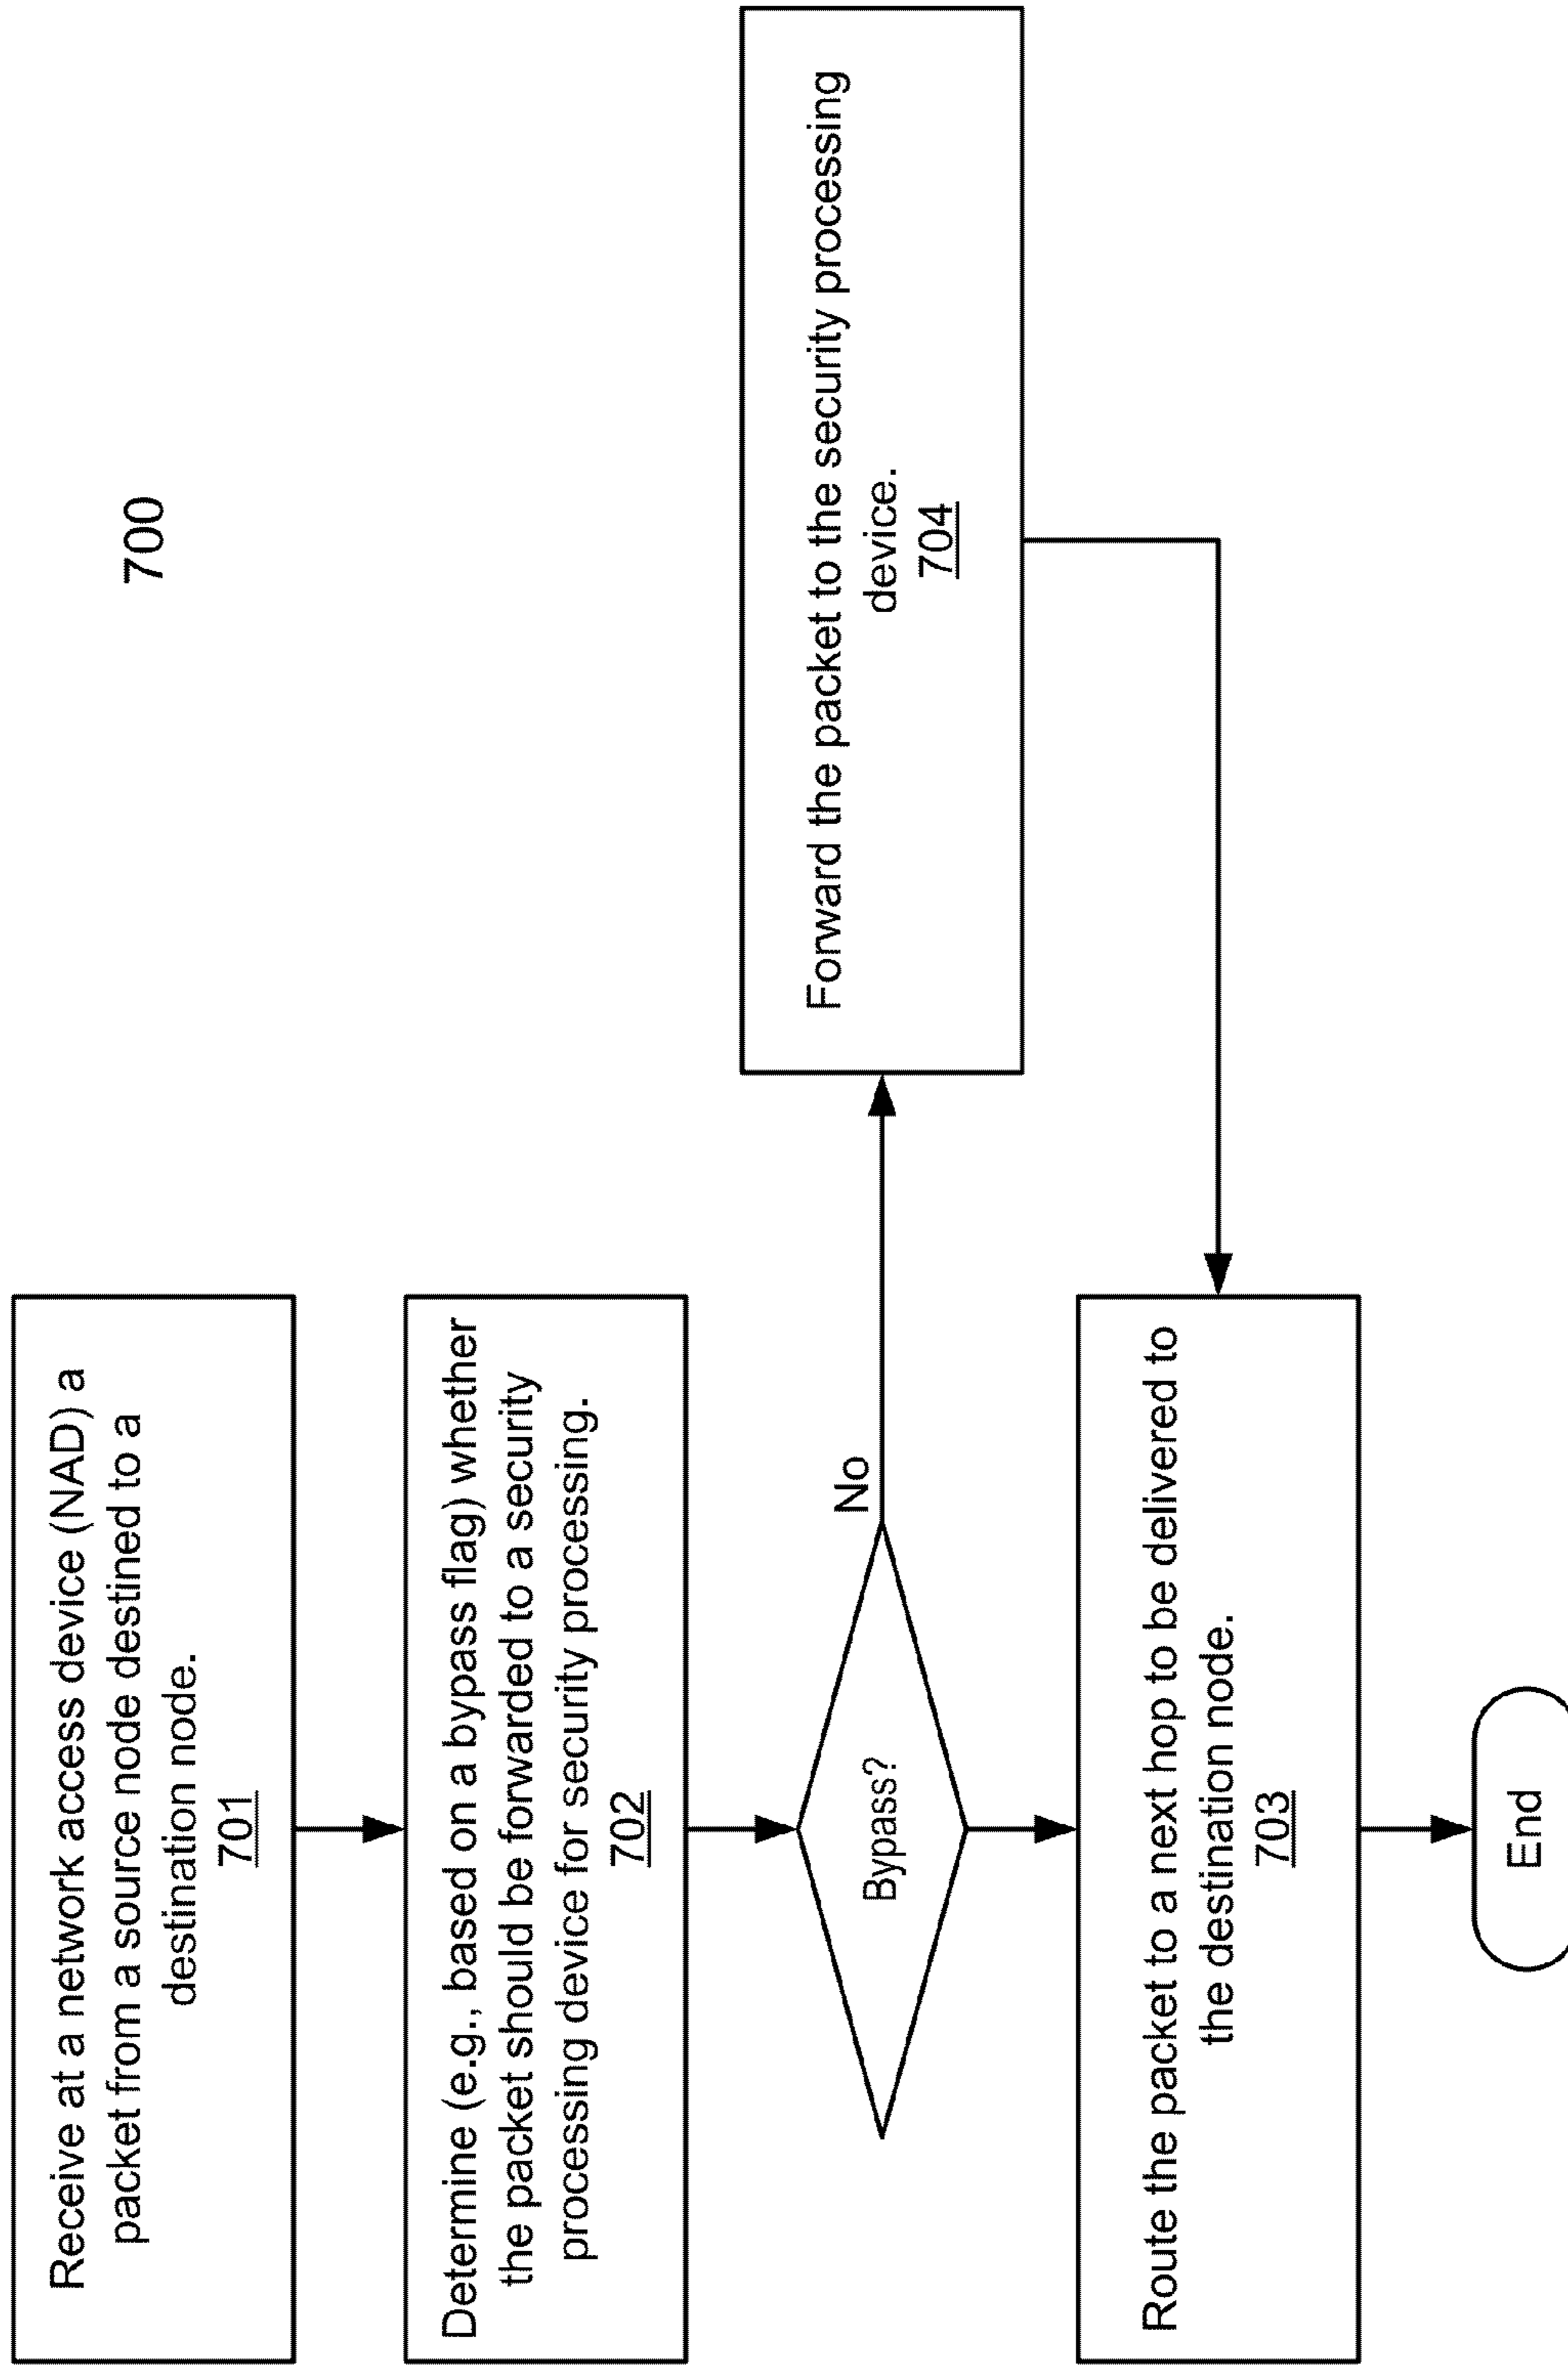 700
Receive at a network access device (NAD) a
packet from a source node destined to a
destination node.
701
Determine (e.g., based on a bypass flag) whether
the packet should be forwarded to a security
processing device for security processing.
702
Bypass?
No
Forward the packet to the security processing
device.
704
Route the packet to a next hop to be delivered to
the destination node.
703
End